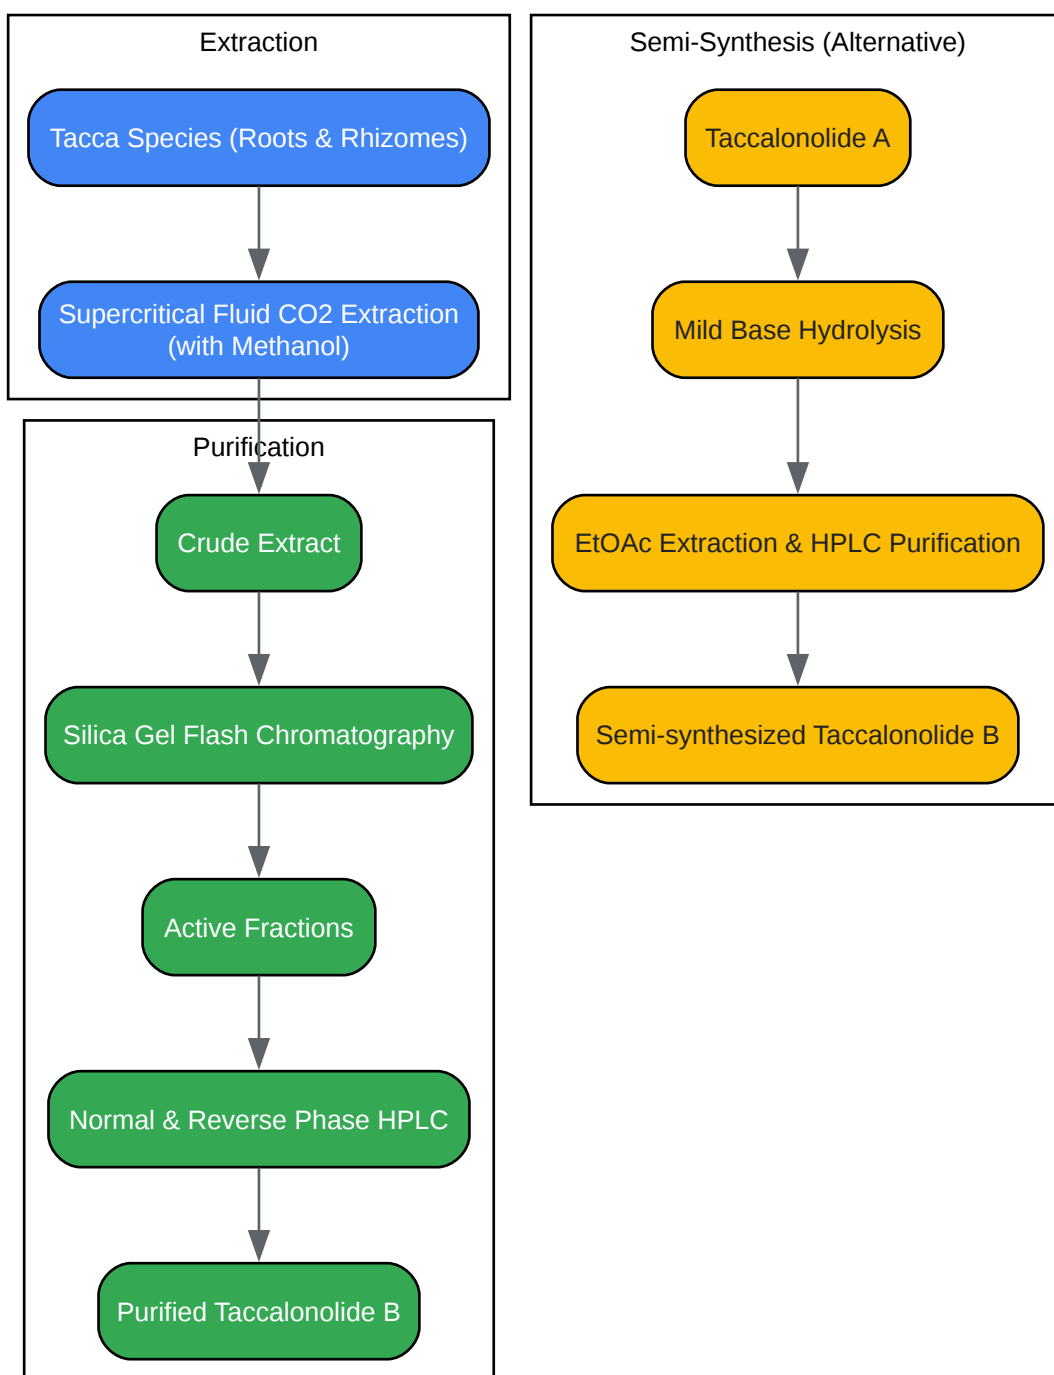 Extraction
Tacca Species (Roots & Rhizomes)
Supercritical Fluid CO2 Extraction
(with Methanol)
Purification
Crude Extract
Silica Gel Flash Chromatography
Active Fractions
Normal & Reverse Phase HPLC
Purified Taccalonolide B
Semi-Synthesis (Alternative)
Taccalonolide A
Mild Base Hydrolysis
EtOAc Extraction & HPLC Purification
Semi-synthesized Taccalonolide B